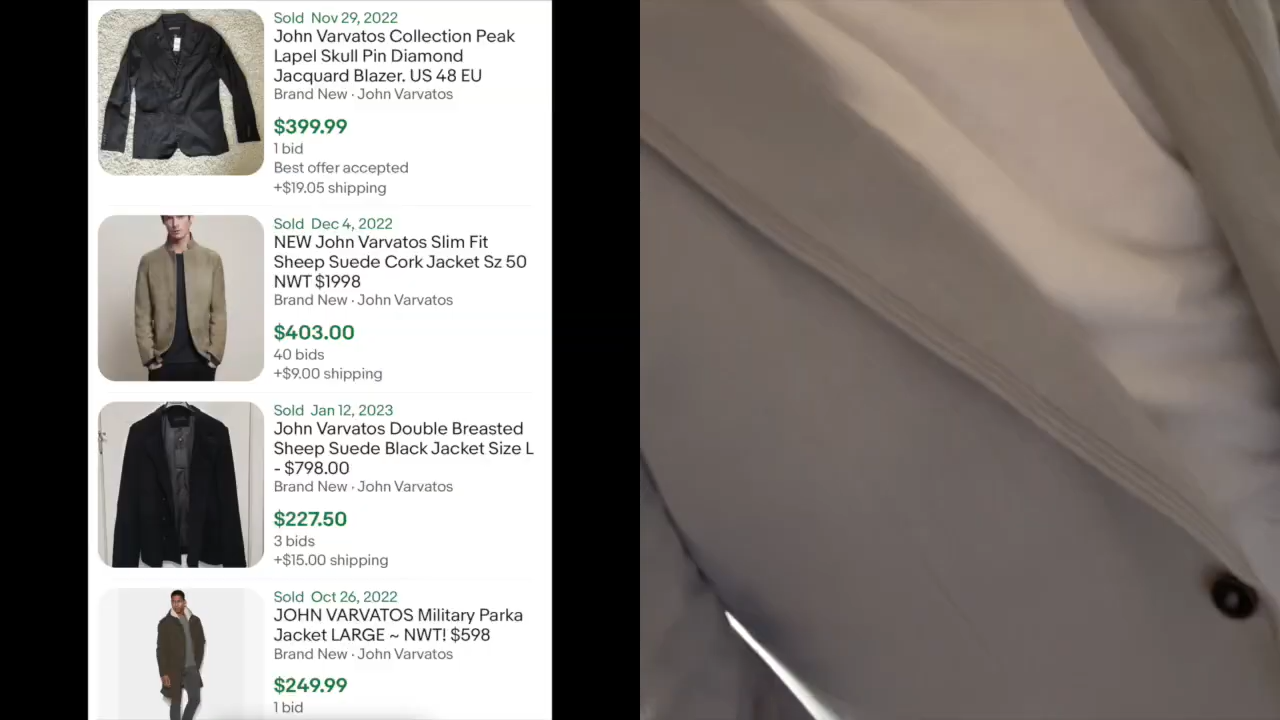 Sold Nov 29, 2022
John Varvatos Collection Peak
Lapel Skull Pin Diamond
Jacquard Blazer. US 48 EU
Brand New · John Varvatos
$399.99
1 bid
Best offer accepted
+$19.05 shipping
Sold Dec 4, 2022
NEW John Varvatos Slim Fit
Sheep Suede Cork Jacket Sz 50
NWT $1998
Brand New · John Varvatos
$403.00
40 bids
+$9.00 shipping
Sold Jan 12, 2023
John Varvatos Double Breasted
Sheep Suede Black Jacket Size L
- $798.00
Brand New · John Varvatos
$227.50
3 bids
+$15.00 shipping
Sold Oct 26, 2022
JOHN VARVATOS Military Parka
Jacket LARGE ~ NWT! $598
Brand New · John Varvatos
$249.99
1 bid